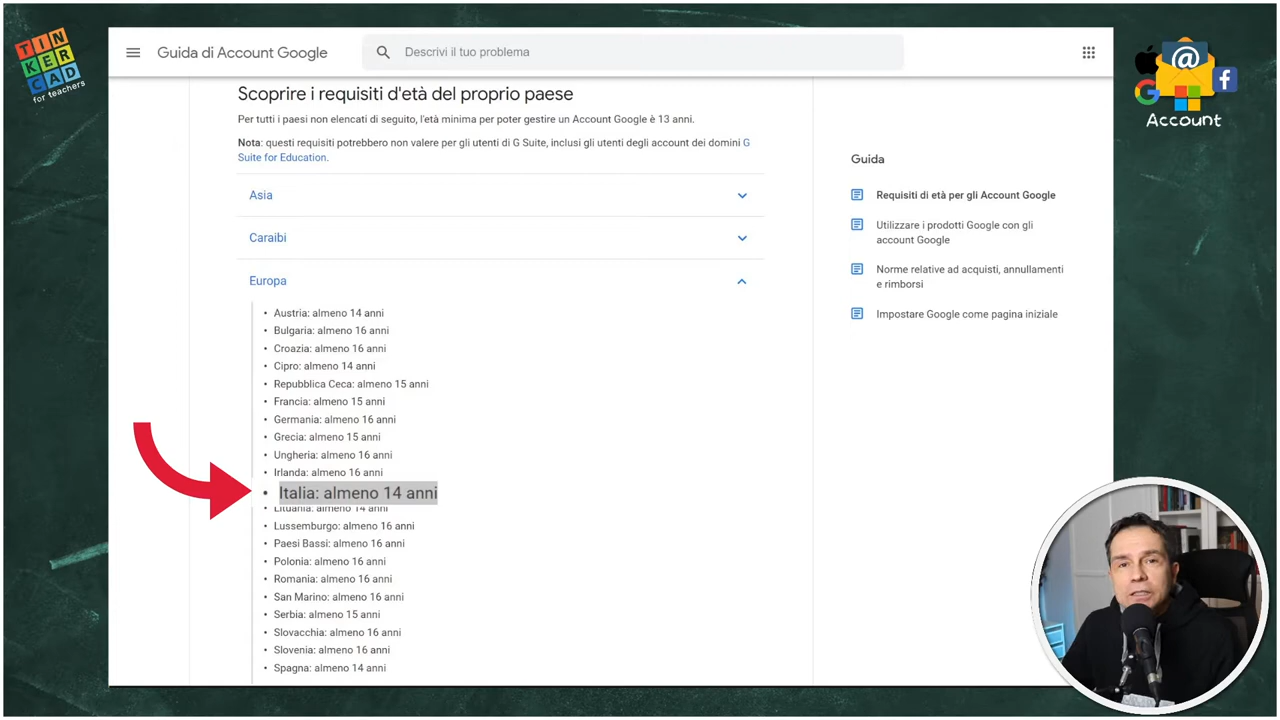 TIN
KER
CAD
for teachers
Guida di Account Google
Descrivi il tuo problema
@
f
G
Account
Scoprire i requisiti d'età del proprio paese
Per tutti i paesi non elencati di seguito, l'età minima per poter gestire un Account Google è 13 anni.
Nota: questi requisiti potrebbero non valere per gli utenti di G Suite, inclusi gli utenti degli account dei domini G
Suite for Education.
Asia
Caraibi
Europa
• Austria: almeno 14 anni
• Bulgaria: almeno 16 anni
• Croazia: almeno 16 anni
• Cipro: almeno 14 anni
• Repubblica Ceca: almeno 15 anni
• Francia: almeno 15 anni
• Germania: almeno 16 anni
• Grecia: almeno 15 anni
• Ungheria: almeno 16 anni
• Irlanda: almeno 16 anni
• Italia: almeno 14 anni
• Lituania: almeno 14 anni
• Lussemburgo: almeno 16 anni
• Paesi Bassi: almeno 16 anni
• Polonia: almeno 16 anni
• Romania: almeno 16 anni
• San Marino: almeno 16 anni
• Serbia: almeno 15 anni
• Slovacchia: almeno 16 anni
• Slovenia: almeno 16 anni
• Spagna: almeno 14 anni
Guida
Requisiti di età per gli Account Google
Utilizzare i prodotti Google con gli
account Google
Norme relative ad acquisti, annullamenti
e rimborsi
Impostare Google come pagina iniziale